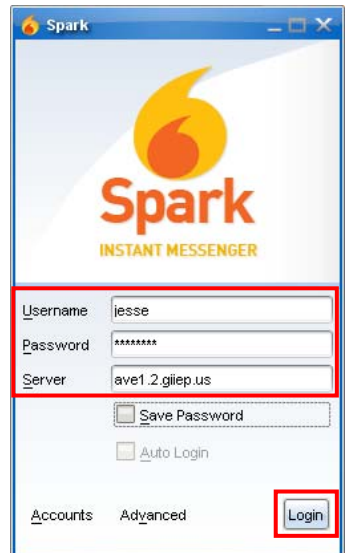 Spark
Spark
INSTANT MESSENGER
Username jesse
Password ********
Server ave1.2.giiep.us
Save Password
Auto Login
Accounts Advanced Login